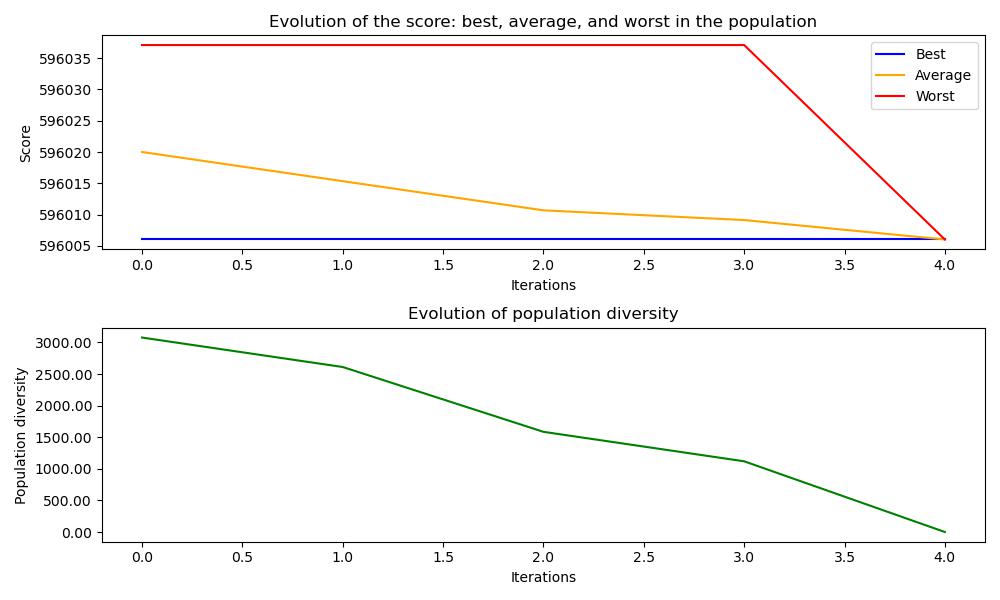 Evolution of the score: best, average, and worst in the population
Score
596035
596030
596025
596020
596015
596010
596005
Best
Average
Worst
0.0 0.5 1.0 1.5 2.0 2.5 3.0 3.5 4.0
Iterations
Evolution of population diversity
Population diversity
3000.00
2500.00
2000.00
1500.00
1000.00
500.00
0.00
0.0 0.5 1.0 1.5 2.0 2.5 3.0 3.5 4.0
Iterations